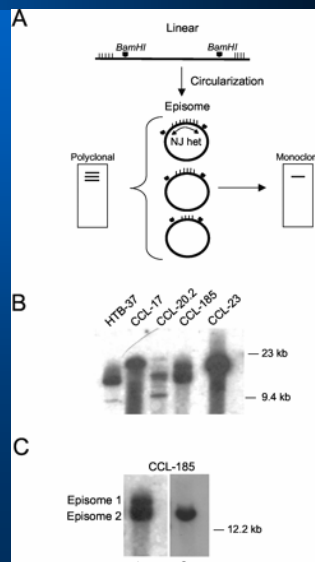 A
Linear
BamHI BamHI
Circularization
Episome
NJ het
Polyclonal
Monoclon
B
HTB-37 CCL-17 CCL-20.2 CCL-185 CCL-23
23 kb
9.4 kb
C
CCL-185
Episome 1
Episome 2
12.2 kb